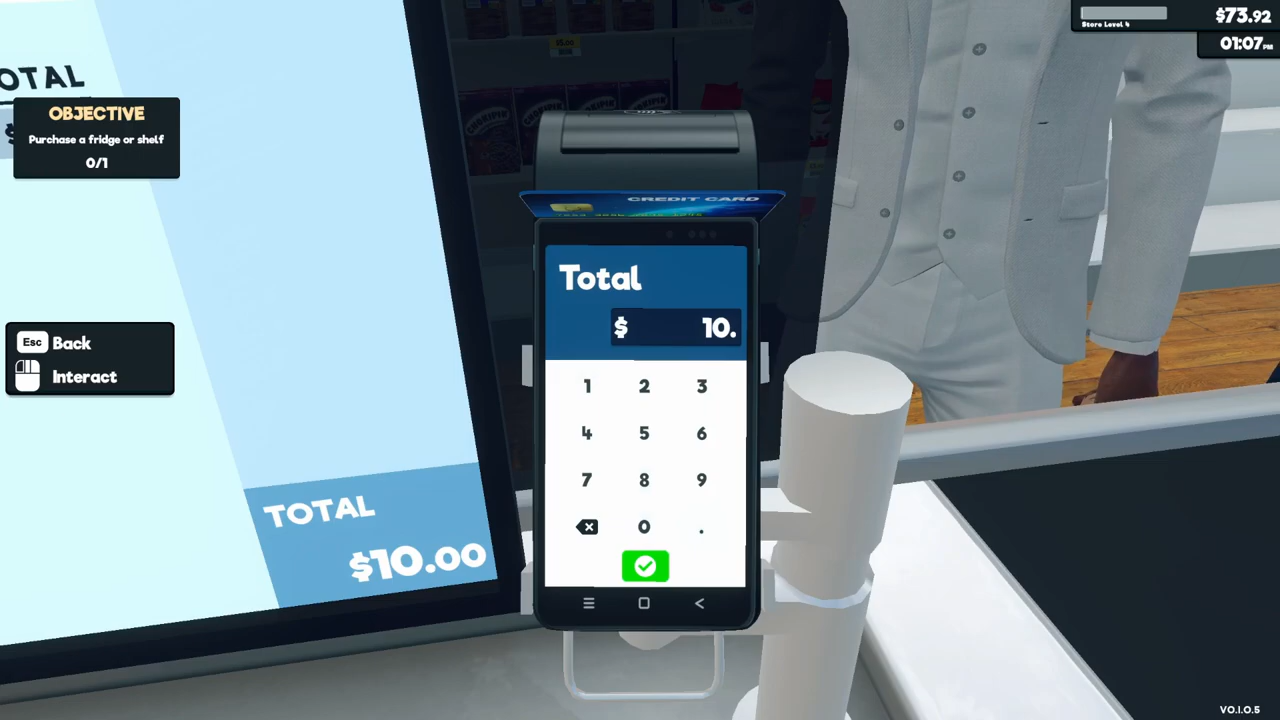 $73.92
Store Level 4
01:07PM
OTAL
OBJECTIVE
Purchase a fridge or shelf
0/1
CREDIT CARD
Total
$ 10.
Esc Back
Interact
1 2 3
4 5 6
7 8 9
0 .
TOTAL
$10.00
V0.1.0.5